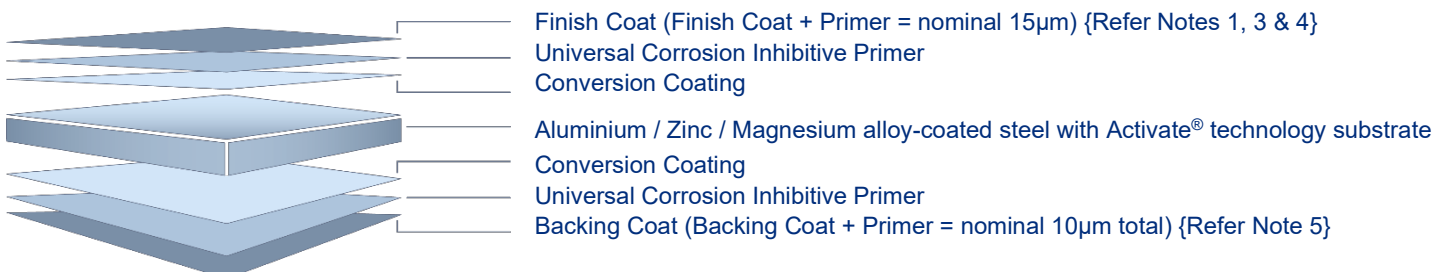 Finish Coat (Finish Coat + Primer = nominal 15µm) {Refer Notes 1, 3 & 4}
Universal Corrosion Inhibitive Primer
Conversion Coating
Aluminium / Zinc / Magnesium alloy-coated steel with Activate® technology substrate
Conversion Coating
Universal Corrosion Inhibitive Primer
Backing Coat (Backing Coat + Primer = nominal 10µm total) {Refer Note 5}